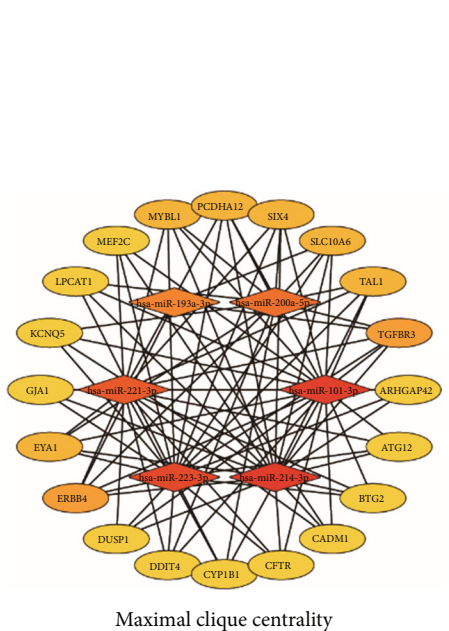 PCDHA12
MYBL1
SIX4
MEF2C
SLC10A6
LPCAT1
TAL1
hsa-miR-193a-3p
hsa-miR-200a-5p
KCNQ5
TGFBR3
GJA1
hsa-miR-221-3p
hsa-miR-101-3p
ARHGAP42
EYA1
ATG12
hsa-miR-223-3p
hsa-miR-214-3p
ERBB4
BTG2
DUSP1
CADM1
DDIT4
CYP1B1
CFTR
Maximal clique centrality